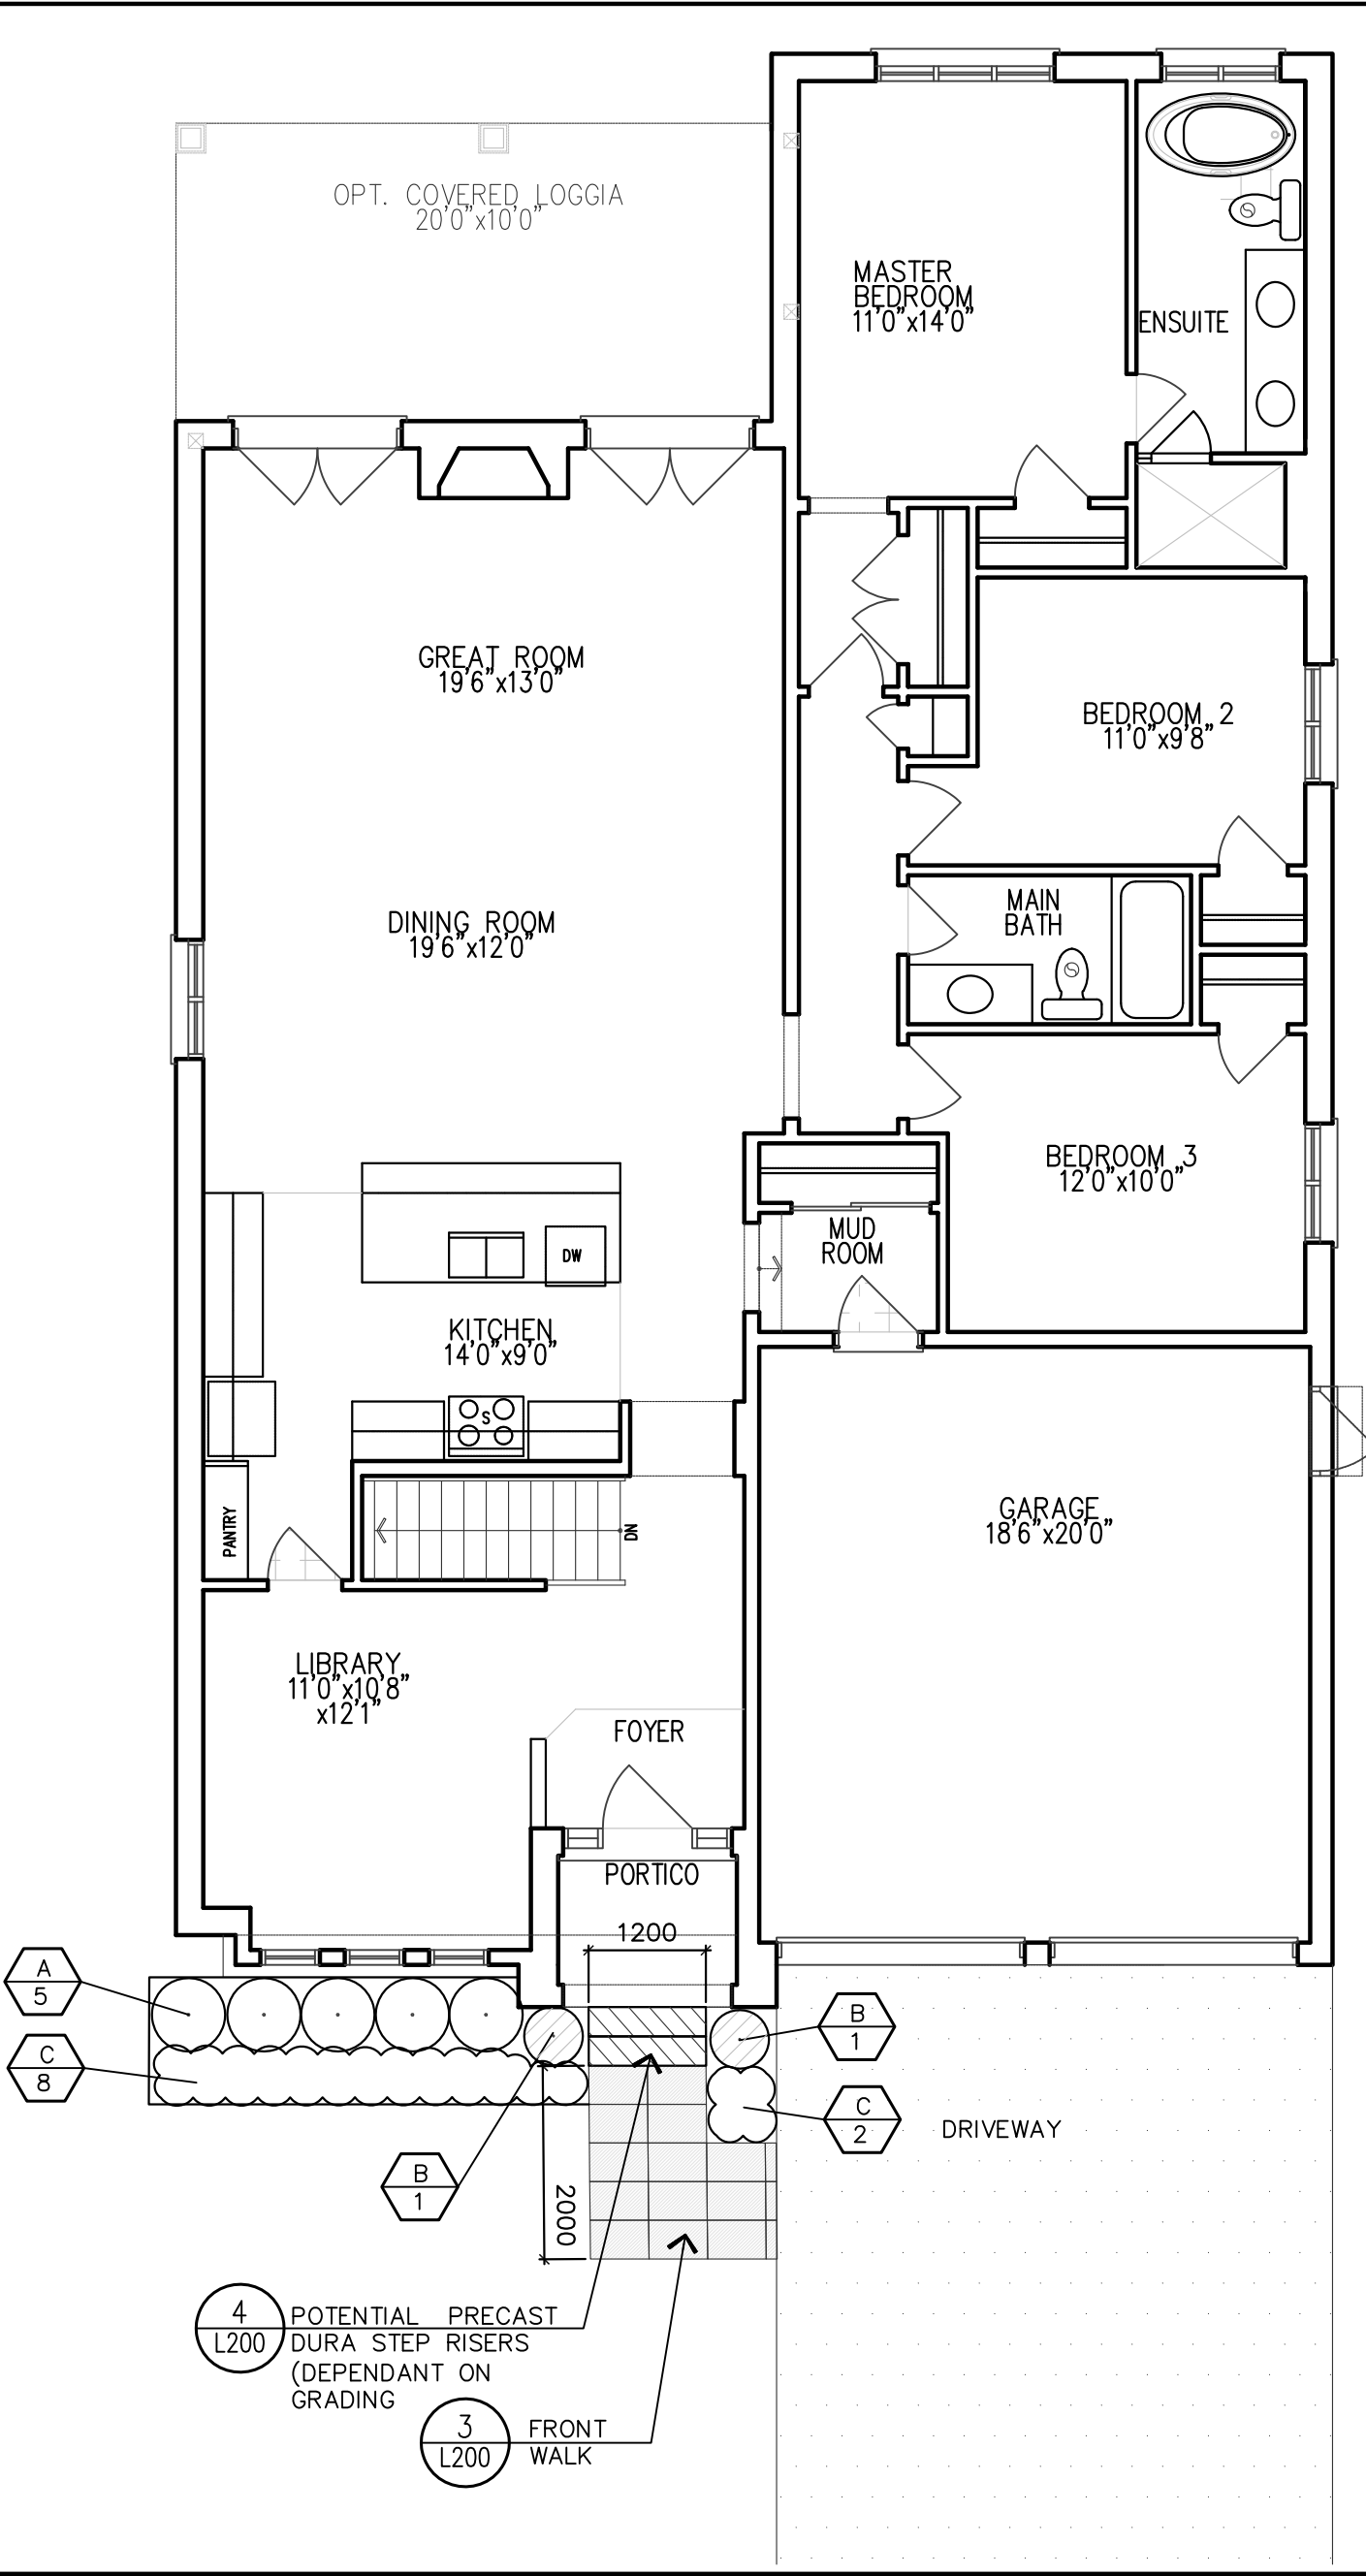 OPT. COVERED LOGGIA
20'0"x10'0"
MASTER
BEDROOM
11'0"x14'0"
ENSUITE
GREAT ROOM
19'6"x13'0"
BEDROOM 2
11'0"x9'8"
DINING ROOM
19'6"x12'0"
MAIN
BATH
BEDROOM 3
12'0"x10'0"
MUD
ROOM
DW
KITCHEN
14'0"x9'0"
S
PANTRY
DN
GARAGE
18'6"x20'0"
LIBRARY
11'0"x10'8"
x12'1"
FOYER
PORTICO
1200
A
5
B
1
C
8
C
2
DRIVEWAY
B
1
2000
4
L200
POTENTIAL PRECAST
DURA STEP RISERS
(DEPENDANT ON
GRADING
3
L200
FRONT
WALK